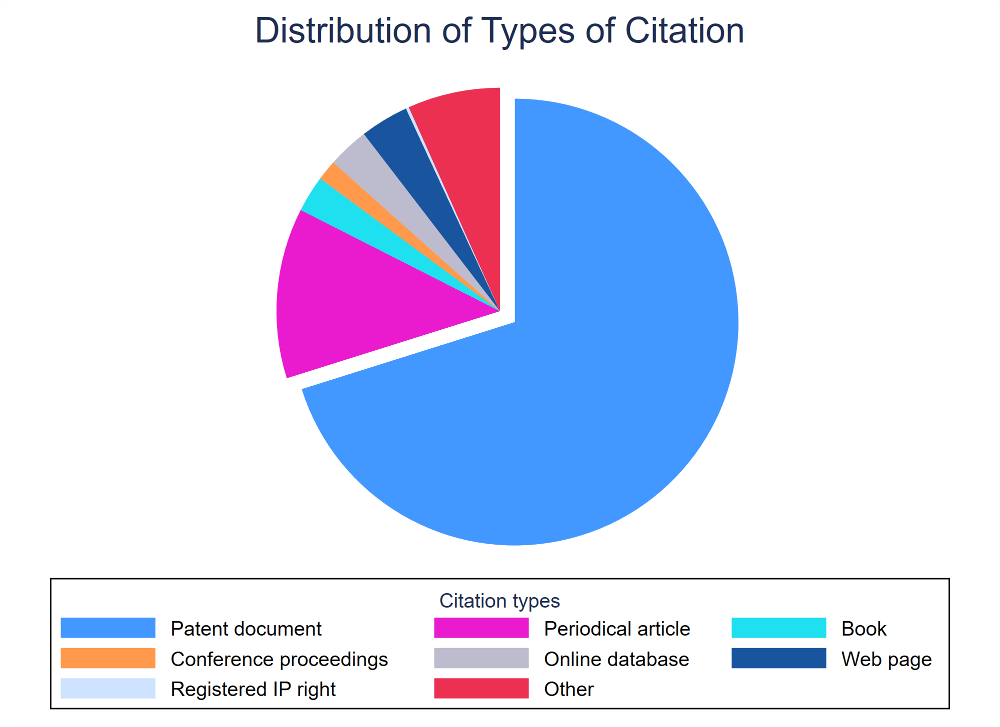 Distribution of Types of Citation
Citation types
Patent document Periodical article Book
Conference proceedings Online database Web page
Registered IP right Other